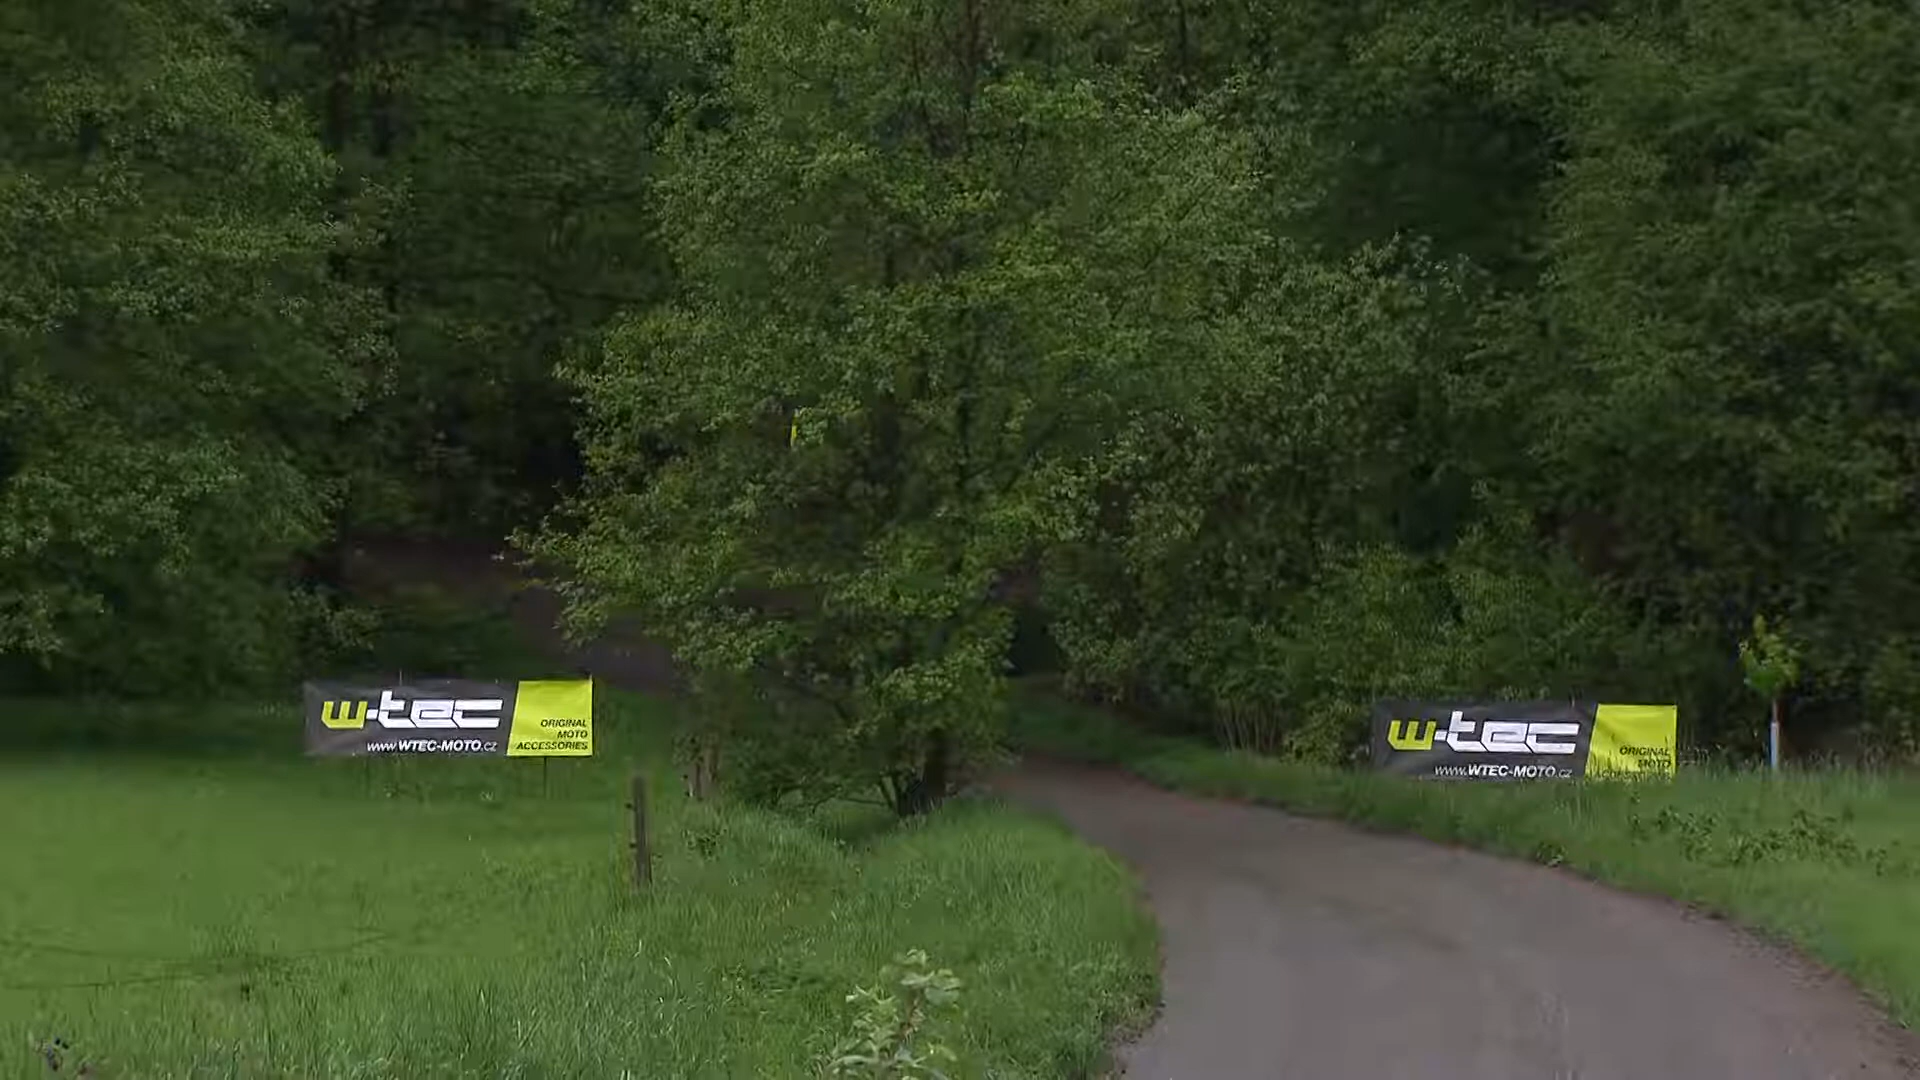 w-tec
www.WTEC-MOTO.cz
ORIGINAL
MOTO
ACCESSORIES
w-tec
www.WTEC-MOTO.cz
ORIGINAL
MOTO